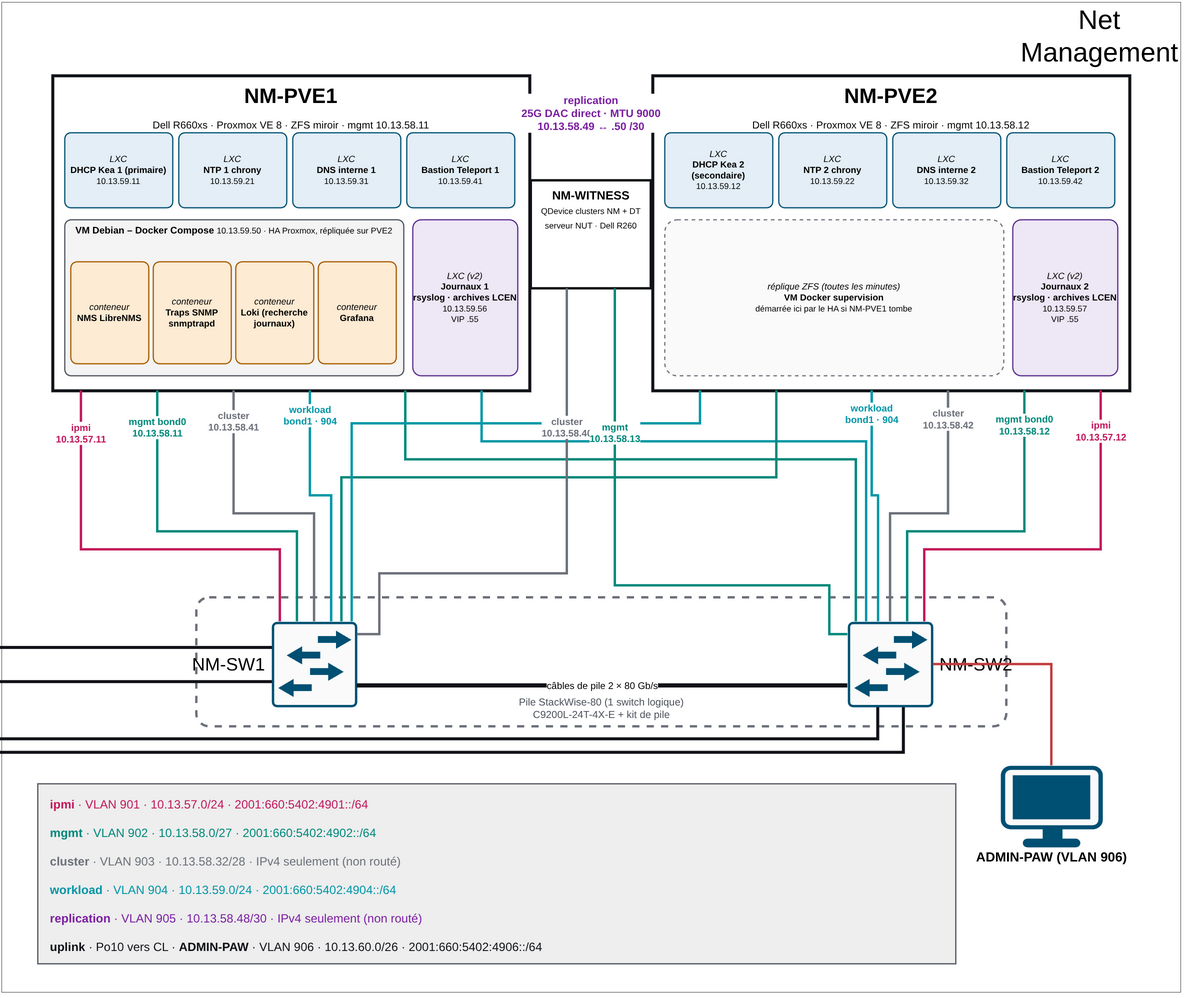 Net
Management
NM-PVE1
Dell R660xs · Proxmox VE 8 · ZFS miroir · mgmt 10.13.58.11
LXC
DHCP Kea 1 (primaire)
10.13.59.11
LXC
NTP 1 chrony
10.13.59.21
LXC
DNS interne 1
10.13.59.31
LXC
Bastion Teleport 1
10.13.59.41
VM Debian – Docker Compose 10.13.59.50 · HA Proxmox, répliquée sur PVE2
conteneur
NMS LibreNMS
conteneur
Traps SNMP
snmptrapd
conteneur
Loki (recherche
journaux)
conteneur
Grafana
LXC (v2)
Journaux 1
rsyslog · archives LCEN
10.13.59.56
VIP .55
replication
25G DAC direct · MTU 9000
10.13.58.49 ↔ .50 /30
NM-WITNESS
QDevice clusters NM + DT
serveur NUT · Dell R260
NM-PVE2
Dell R660xs · Proxmox VE 8 · ZFS miroir · mgmt 10.13.58.12
LXC
DHCP Kea 2
(secondaire)
10.13.59.12
LXC
NTP 2 chrony
10.13.59.22
LXC
DNS interne 2
10.13.59.32
LXC
Bastion Teleport 2
10.13.59.42
réplique ZFS (toutes les minutes)
VM Docker supervision
démarrée ici par le HA si NM-PVE1 tombe
LXC (v2)
Journaux 2
rsyslog · archives LCEN
10.13.59.57
VIP .55
ipmi
10.13.57.11
mgmt bond0
10.13.58.11
cluster
10.13.58.41
workload
bond1 · 904
cluster
mgmt
10.13.58.13
workload
bond1 · 904
cluster
10.13.58.42
mgmt bond0
10.13.58.12
ipmi
10.13.57.12
NM-SW1
NM-SW2
câbles de pile 2 × 80 Gb/s
Pile StackWise-80 (1 switch logique)
C9200L-24T-4X-E + kit de pile
ADMIN-PAW (VLAN 906)
ipmi · VLAN 901 · 10.13.57.0/24 · 2001:660:5402:4901::/64
mgmt · VLAN 902 · 10.13.58.0/27 · 2001:660:5402:4902::/64
cluster · VLAN 903 · 10.13.58.32/28 · IPv4 seulement (non routé)
workload · VLAN 904 · 10.13.59.0/24 · 2001:660:5402:4904::/64
replication · VLAN 905 · 10.13.58.48/30 · IPv4 seulement (non routé)
uplink · Po10 vers CL · ADMIN-PAW · VLAN 906 · 10.13.60.0/26 · 2001:660:5402:4906::/64